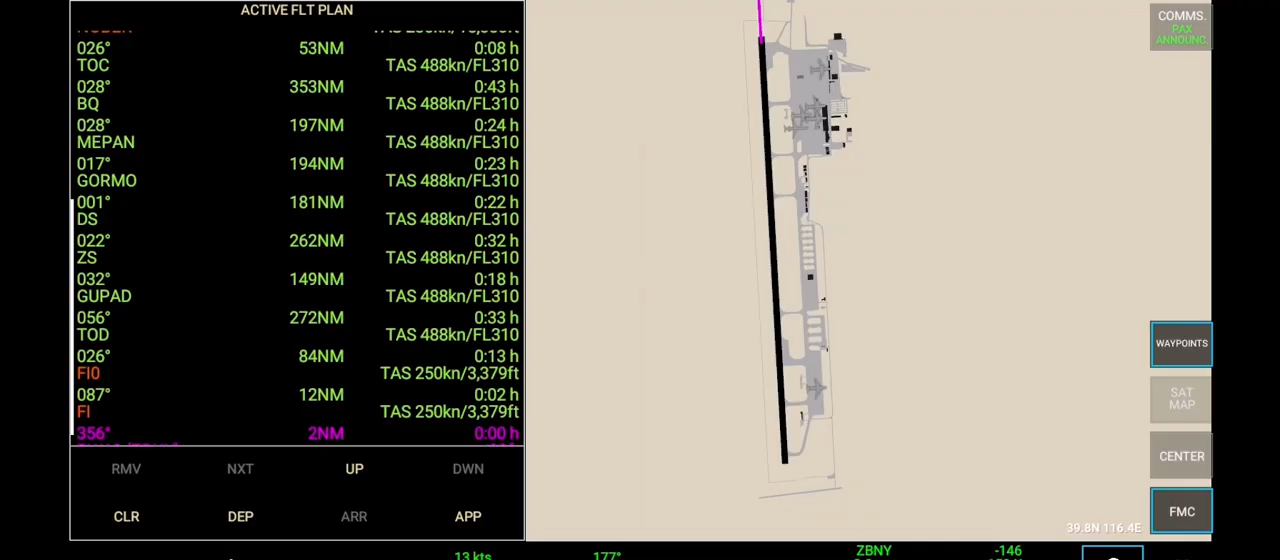 ACTIVE FLT PLAN
026° 53NM 0:08 h
TOC TAS 488kn/FL310
028° 353NM 0:43 h
BQ TAS 488kn/FL310
028° 197NM 0:24 h
MEPAN TAS 488kn/FL310
017° 194NM 0:23 h
GORMO TAS 488kn/FL310
001° 181NM 0:22 h
DS TAS 488kn/FL310
022° 262NM 0:32 h
ZS TAS 488kn/FL310
032° 149NM 0:18 h
GUPAD TAS 488kn/FL310
056° 272NM 0:33 h
TOD TAS 488kn/FL310
026° 84NM 0:13 h
FI0 TAS 250kn/3,379ft
087° 12NM 0:02 h
FI TAS 250kn/3,379ft
356° 2NM 0:00 h
RMV NXT UP DWN
CLR DEP ARR APP
COMMS.
PAX
ANNOUNC.
WAYPOINTS
SAT
MAP
CENTER
FMC
39.8N 116.4E
13 kts 177° ZBNY -146